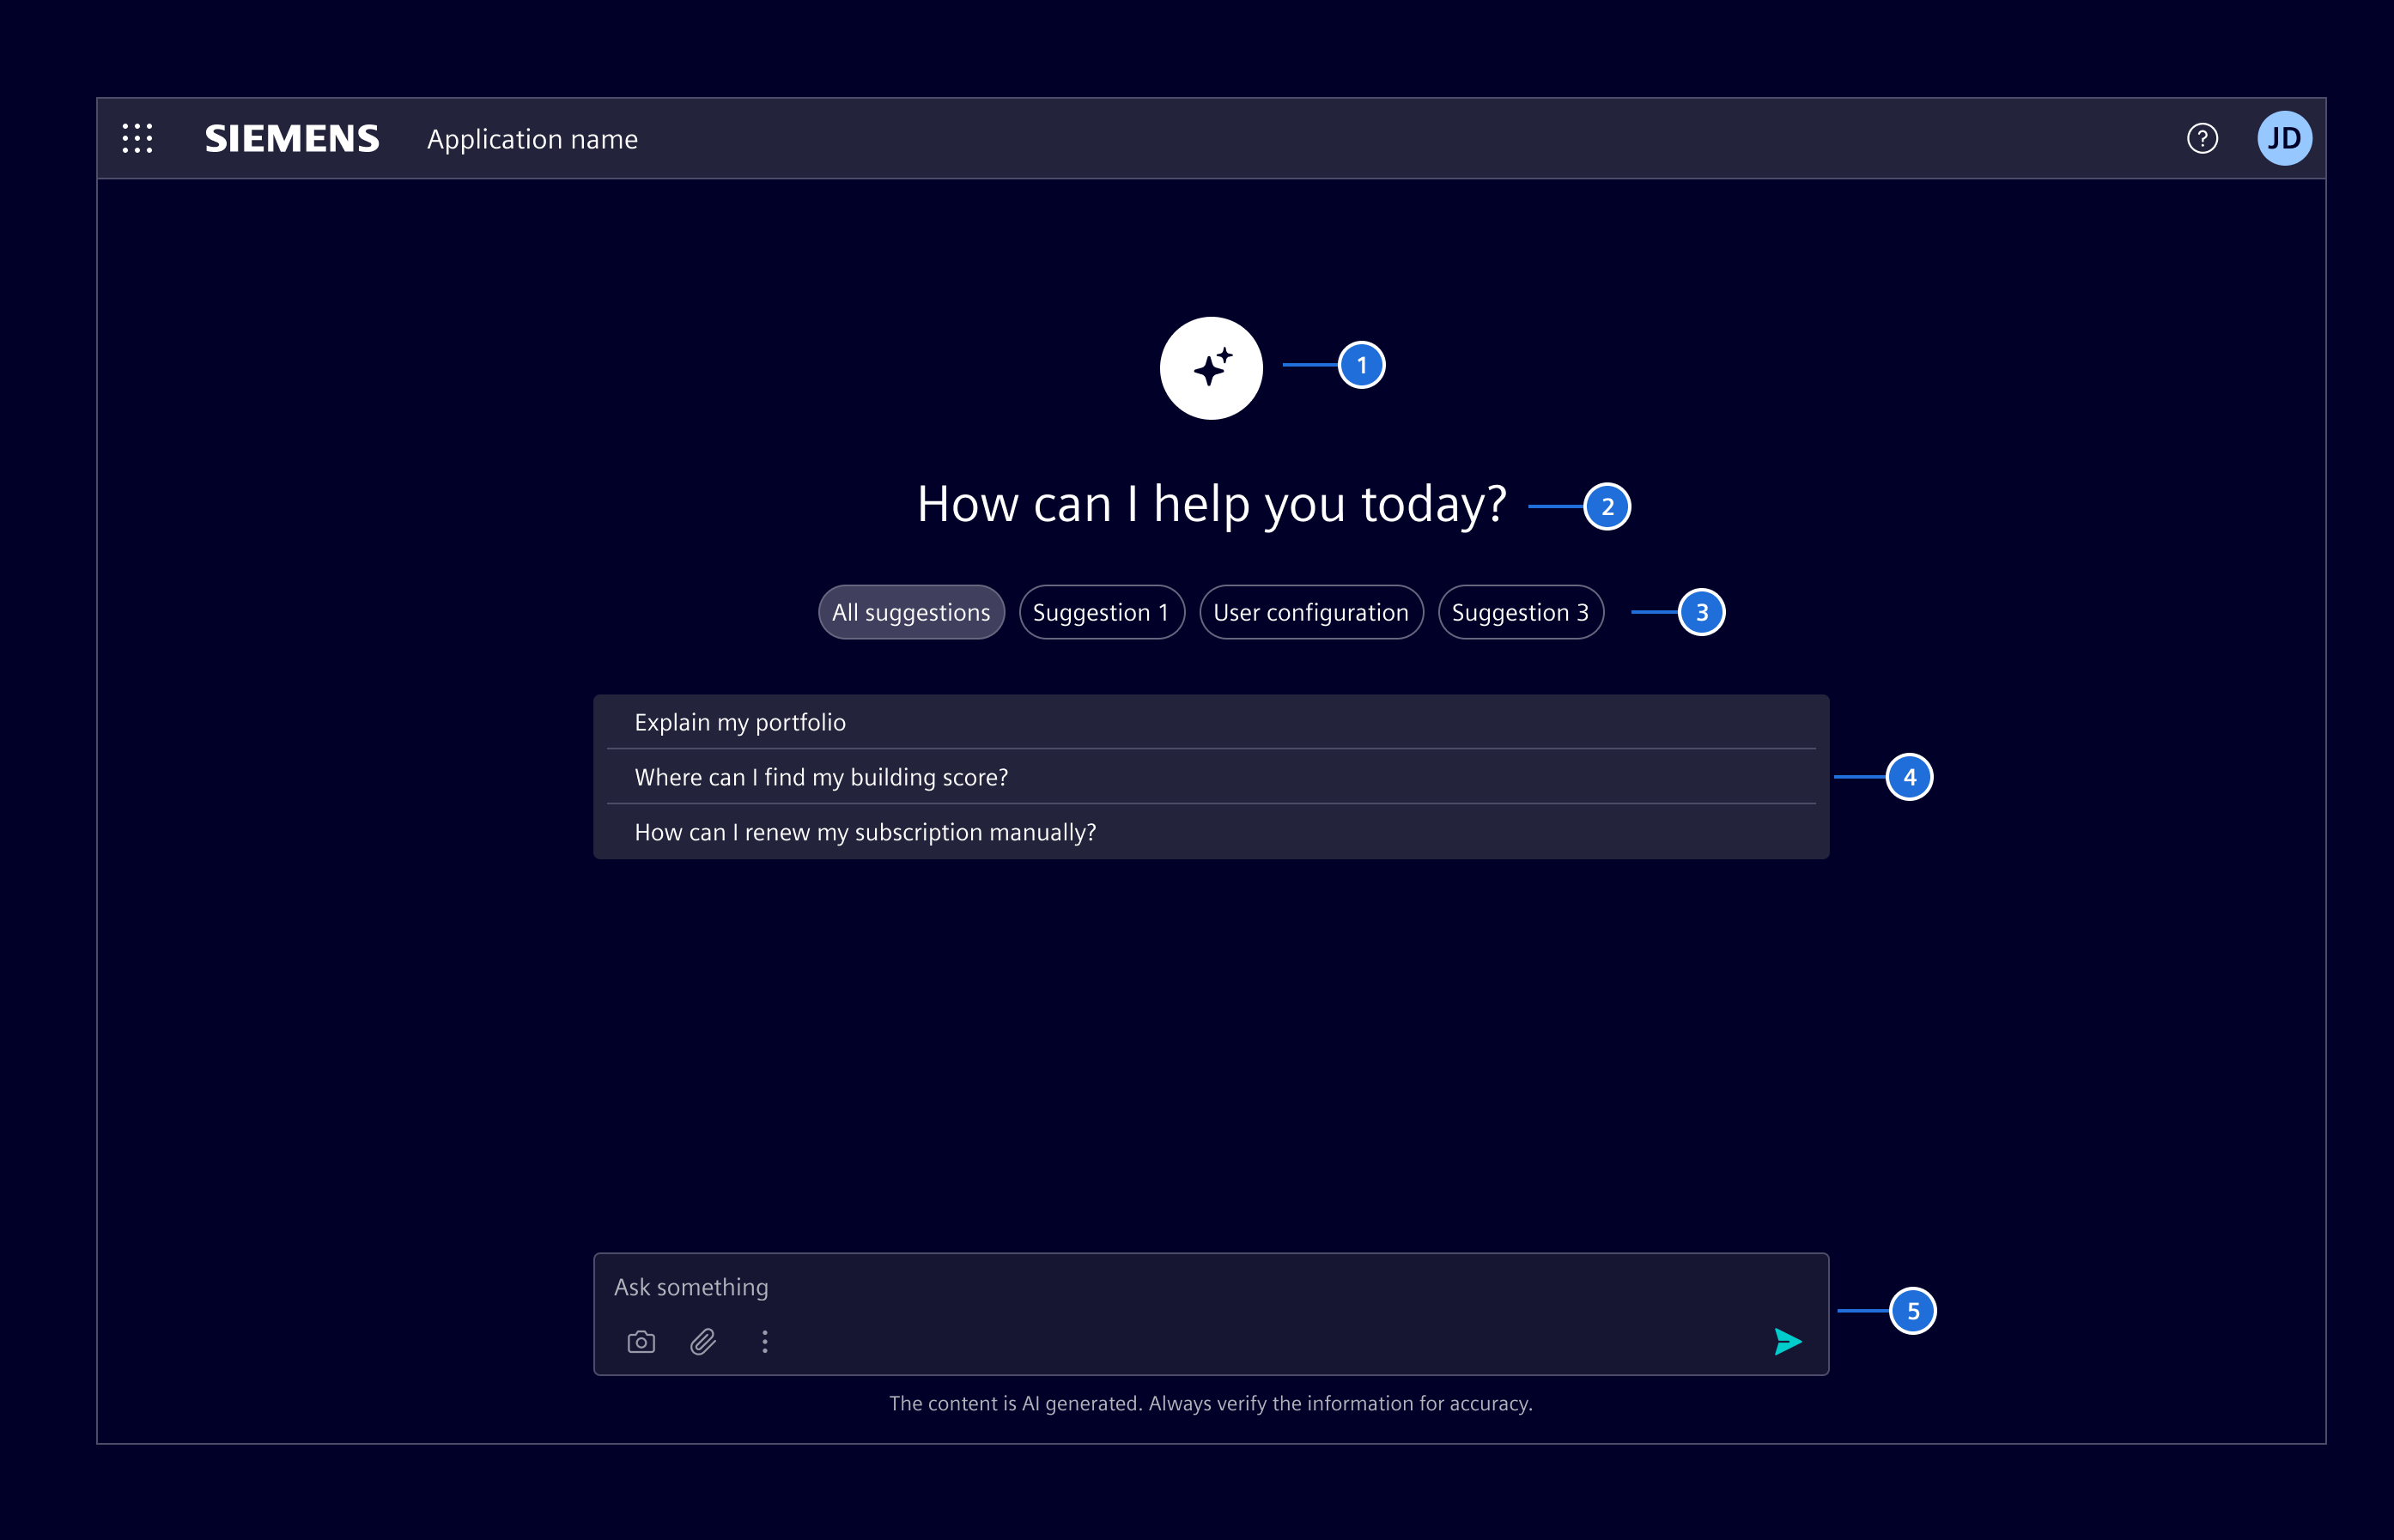 SIEMENS Application name ? JD
1
How can I help you today? 2
All suggestions Suggestion 1 User configuration Suggestion 3 3
Explain my portfolio
Where can I find my building score? 4
How can I renew my subscription manually?
Ask something
5
The content is AI generated. Always verify the information for accuracy.